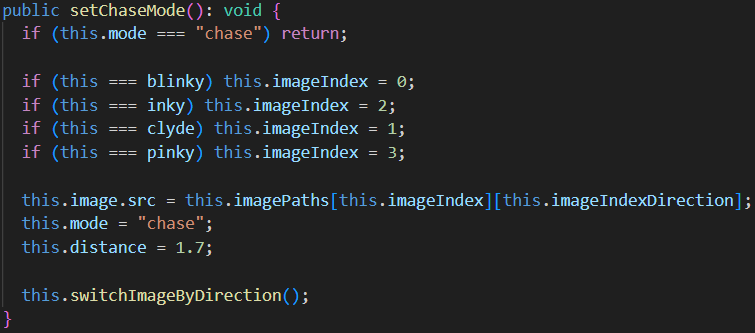 public setChaseMode(): void {
if (this.mode === "chase") return;
if (this === blinky) this.imageIndex = 0;
if (this === inky) this.imageIndex = 2;
if (this === clyde) this.imageIndex = 1;
if (this === pinky) this.imageIndex = 3;
this.image.src = this.imagePaths[this.imageIndex][this.imageIndexDirection];
this.mode = "chase";
this.distance = 1.7;
this.switchImageByDirection();
}